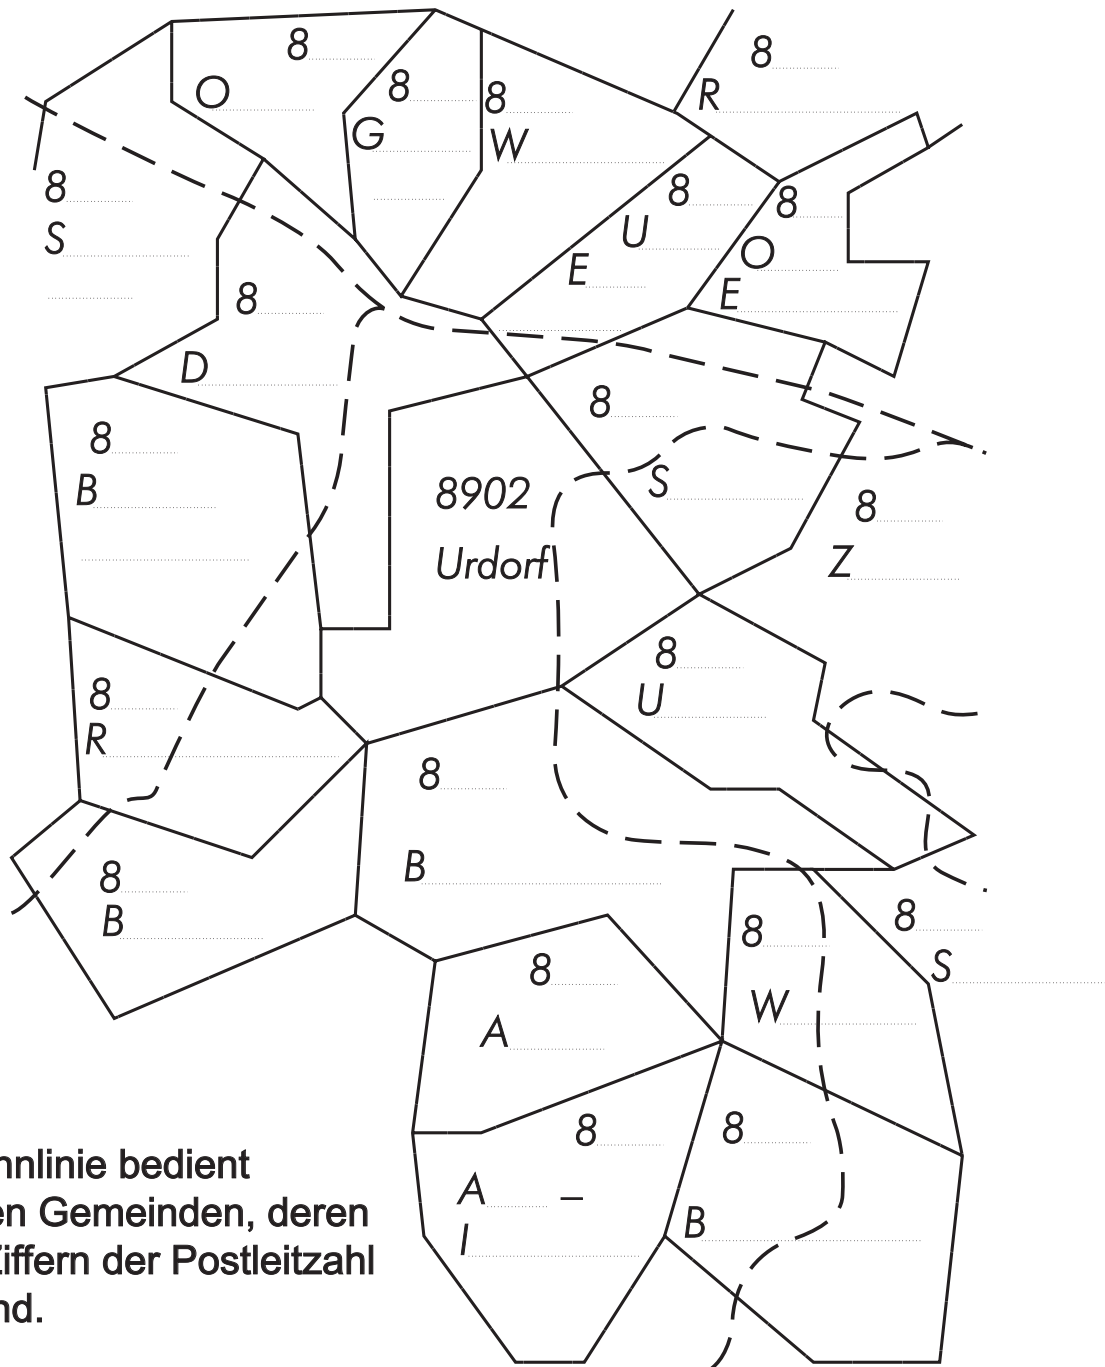 8
O
8
G
8
W
8
R
8
U
E
8
O
E
8
S
8
D
8
B
8902
Urdorf
8
S
8
Z
8
R
8
U
8
B
8
B
8
A
8
W
8
S
8
A –
I
8
B
nnlinie bedient
en Gemeinden, deren
Ziffern der Postleitzahl
nd.